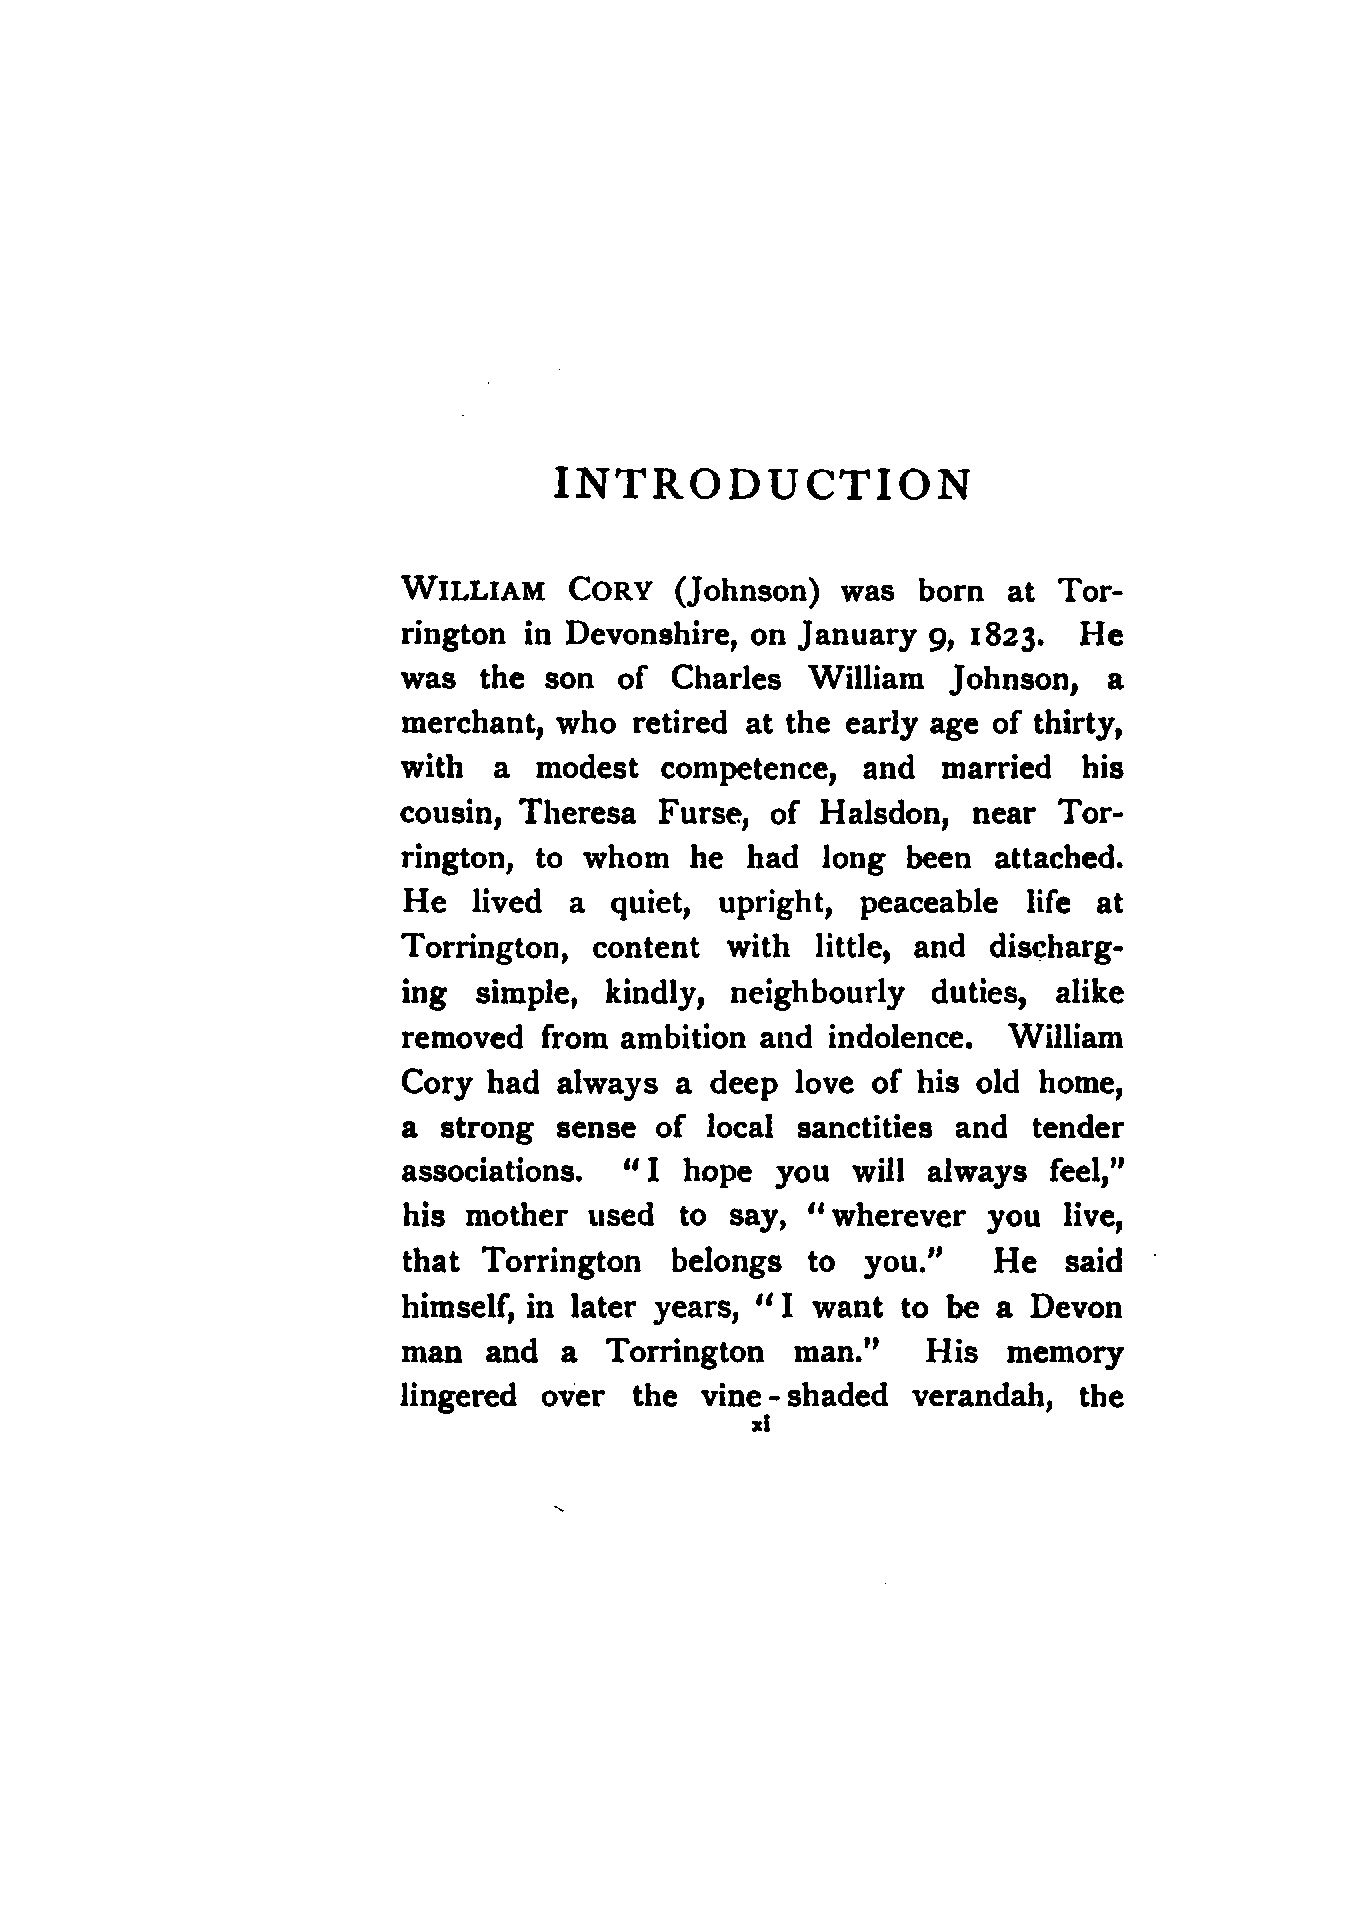 INTRODUCTION
WILLIAM CORY (Johnson) was born at Tor-
rington in Devonshire, on January 9, 1823. He
was the son of Charles William Johnson, a
merchant, who retired at the early age of thirty,
with a modest competence, and married his
cousin, Theresa Furse, of Halsdon, near Tor-
rington, to whom he had long been attached.
He lived a quiet, upright, peaceable life at
Torrington, content with little, and discharg-
ing simple, kindly, neighbourly duties, alike
removed from ambition and indolence. William
Cory had always a deep love of his old home,
a strong sense of local sanctities and tender
associations. "I hope you will always feel,"
his mother used to say, "wherever you live,
that Torrington belongs to you." He said
himself, in later years, "I want to be a Devon
man and a Torrington man." His memory
lingered over the vine-shaded verandah, the
xi